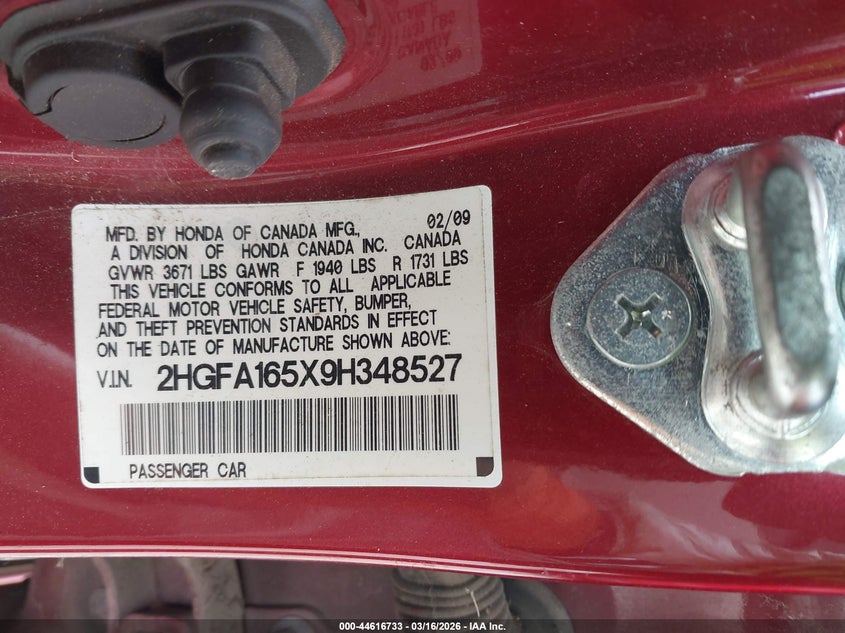 MFD. BY HONDA OF CANADA MFG., 02/09
A DIVISION OF HONDA CANADA INC. CANADA
GVWR 3671 LBS GAWR F 1940 LBS R 1731 LBS
THIS VEHICLE CONFORMS TO ALL APPLICABLE
FEDERAL MOTOR VEHICLE SAFETY, BUMPER,
AND THEFT PREVENTION STANDARDS IN EFFECT
ON THE DATE OF MANUFACTURE SHOWN ABOVE:
V.I.N. 2HGFA165X9H348527
PASSENGER CAR
000-44616733 - 03/16/2026 - IAA Inc.